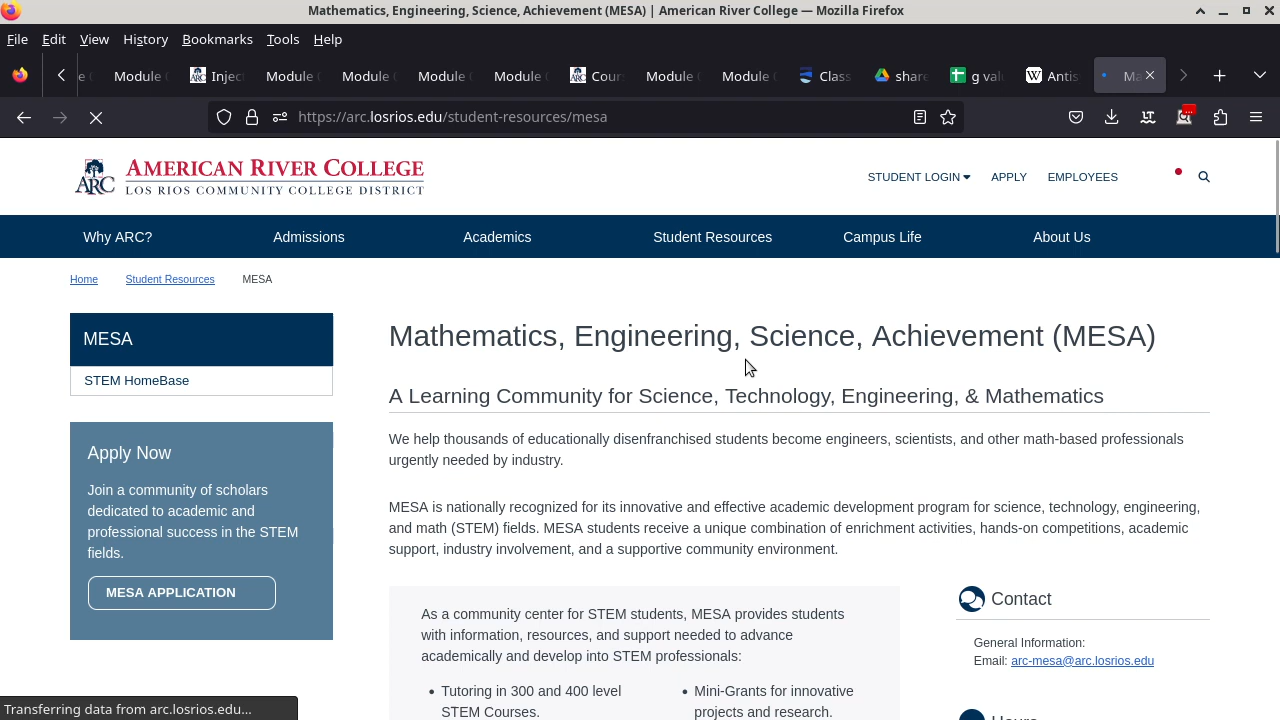 Mathematics, Engineering, Science, Achievement (MESA) | American River College — Mozilla Firefox
File Edit View History Bookmarks Tools Help
Module Injec Module Module Module Module Cour Module Module Class share g val Antis Ma
https://arc.losrios.edu/student-resources/mesa
ARC AMERICAN RIVER COLLEGE
LOS RIOS COMMUNITY COLLEGE DISTRICT
STUDENT LOGIN APPLY EMPLOYEES
Why ARC? Admissions Academics Student Resources Campus Life About Us
Home Student Resources MESA
MESA
STEM HomeBase
Apply Now
Join a community of scholars
dedicated to academic and
professional success in the STEM
fields.
MESA APPLICATION
Mathematics, Engineering, Science, Achievement (MESA)
A Learning Community for Science, Technology, Engineering, & Mathematics
We help thousands of educationally disenfranchised students become engineers, scientists, and other math-based professionals
urgently needed by industry.
MESA is nationally recognized for its innovative and effective academic development program for science, technology, engineering,
and math (STEM) fields. MESA students receive a unique combination of enrichment activities, hands-on competitions, academic
support, industry involvement, and a supportive community environment.
As a community center for STEM students, MESA provides students
with information, resources, and support needed to advance
academically and develop into STEM professionals:
• Tutoring in 300 and 400 level
STEM Courses.
• Mini-Grants for innovative
projects and research.
Contact
General Information:
Email: arc-mesa@arc.losrios.edu
Hours
Transferring data from arc.losrios.edu...